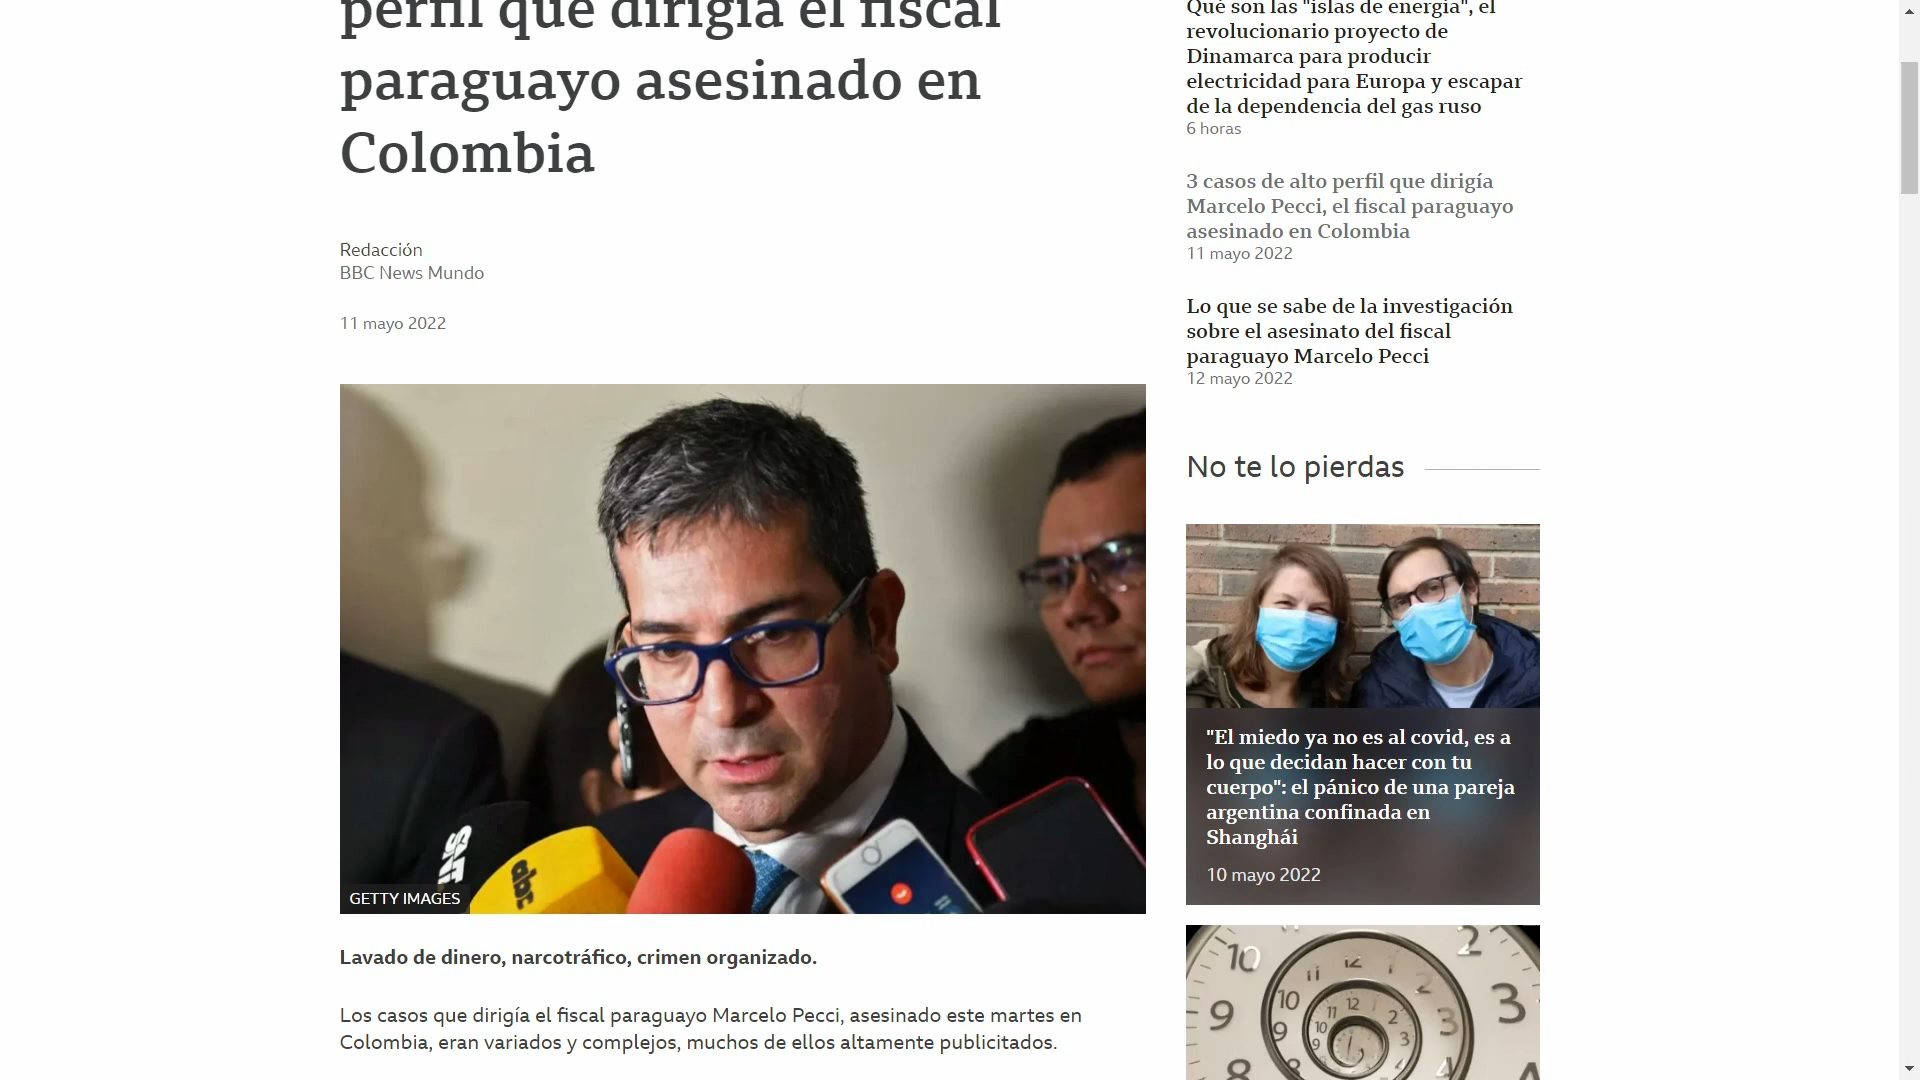 perfil que dirigía el fiscal
paraguayo asesinado en
Colombia
Redacción
BBC News Mundo
11 mayo 2022
GETTY IMAGES
Lavado de dinero, narcotráfico, crimen organizado.
Los casos que dirigía el fiscal paraguayo Marcelo Pecci, asesinado este martes en
Colombia, eran variados y complejos, muchos de ellos altamente publicitados.
Qué son las "islas de energía", el
revolucionario proyecto de
Dinamarca para producir
electricidad para Europa y escapar
de la dependencia del gas ruso
6 horas
3 casos de alto perfil que dirigía
Marcelo Pecci, el fiscal paraguayo
asesinado en Colombia
11 mayo 2022
Lo que se sabe de la investigación
sobre el asesinato del fiscal
paraguayo Marcelo Pecci
12 mayo 2022
No te lo pierdas
"El miedo ya no es al covid, es a
lo que decidan hacer con tu
cuerpo": el pánico de una pareja
argentina confinada en
Shanghái
10 mayo 2022
abc